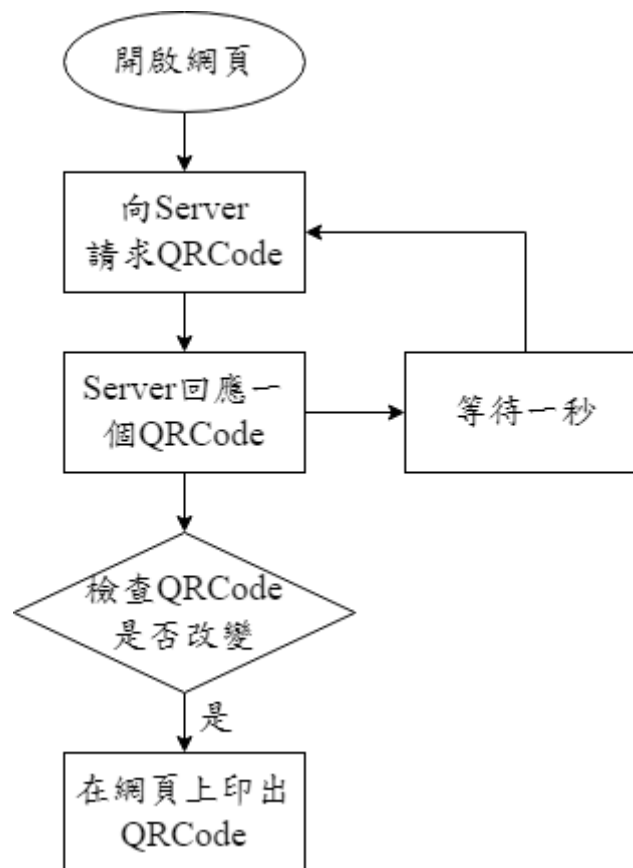 開啟網頁
向Server
請求QRCode
Server回應一
個QRCode
等待一秒
檢查QRCode
是否改變
是
在網頁上印出
QRCode